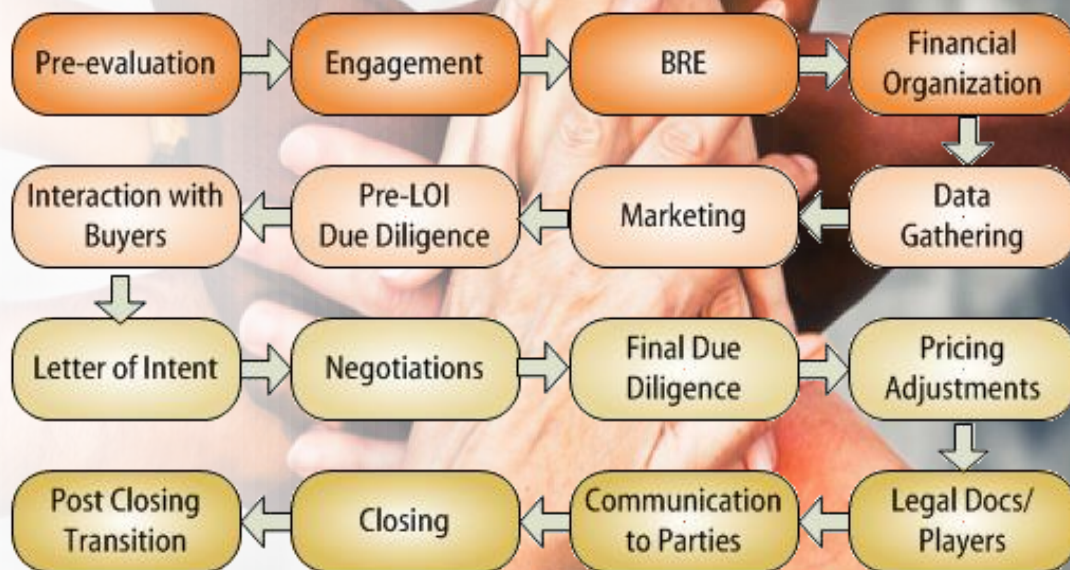 Pre-evaluation
Engagement
BRE
Financial
Organization
Data
Gathering
Marketing
Pre-LOI
Due Diligence
Interaction with
Buyers
Letter of Intent
Negotiations
Final Due
Diligence
Pricing
Adjustments
Legal Docs/
Players
Communication
to Parties
Closing
Post Closing
Transition